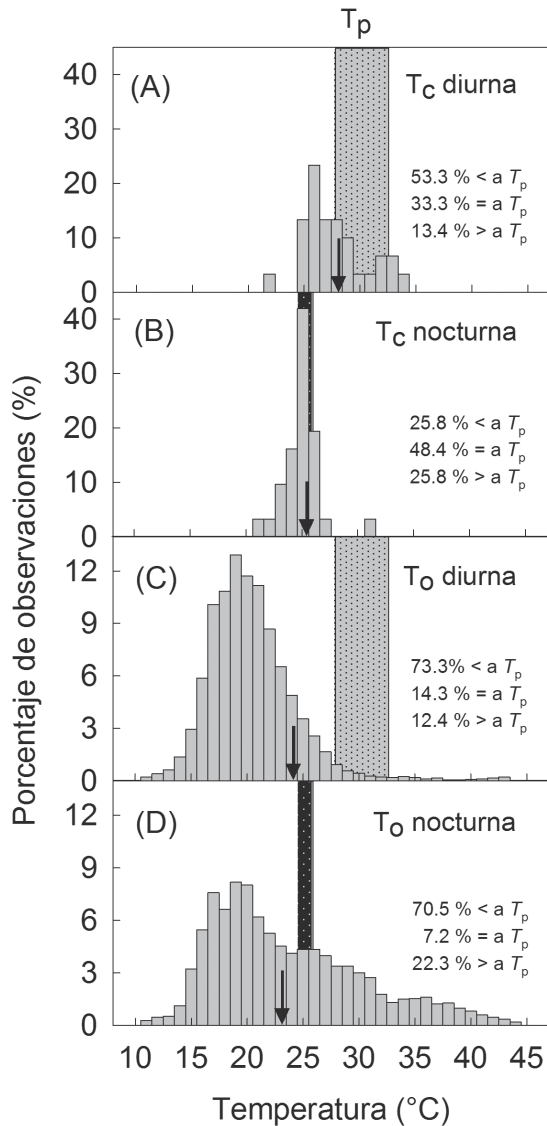 Tp
(A)
Tc diurna
53.3 % < a Tp
33.3 % = a Tp
13.4 % > a Tp
40
30
20
10
0
(B)
Tc nocturna
25.8 % < a Tp
48.4 % = a Tp
25.8 % > a Tp
40
30
20
10
0
(C)
To diurna
73.3% < a Tp
14.3 % = a Tp
12.4 % > a Tp
12
9
6
3
0
(D)
To nocturna
70.5 % < a Tp
7.2 % = a Tp
22.3 % > a Tp
12
9
6
3
0
10 15 20 25 30 35 40 45
Porcentaje de observaciones (%)
Temperatura (°C)